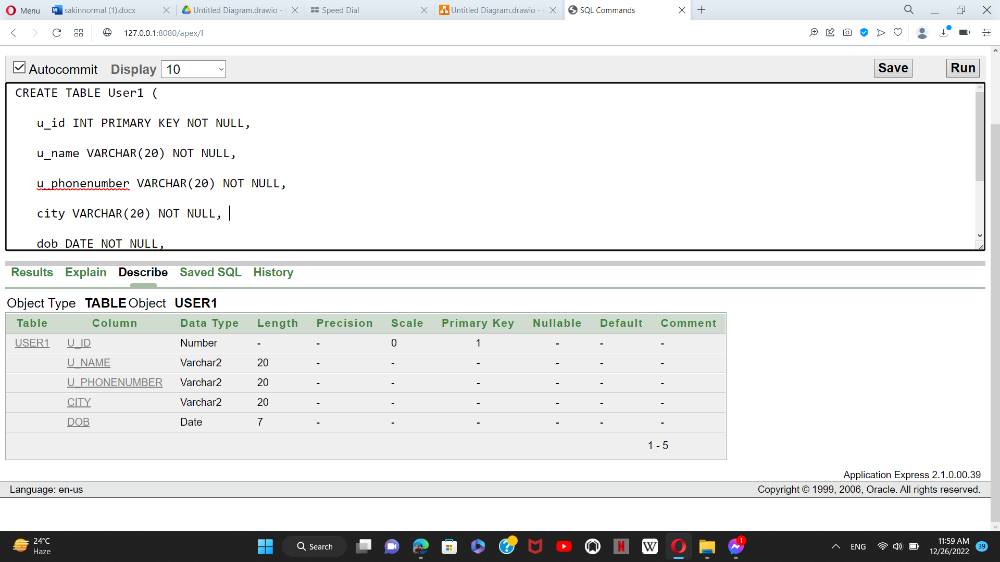 Menu
sakinnormal (1).docx
Untitled Diagram.drawio -
Speed Dial
Untitled Diagram.drawio -
SQL Commands
127.0.0.1:8080/apex/f
Autocommit Display 10 Save Run
CREATE TABLE User1 (
u_id INT PRIMARY KEY NOT NULL,
u_name VARCHAR(20) NOT NULL,
u_phonenumber VARCHAR(20) NOT NULL,
city VARCHAR(20) NOT NULL,
dob DATE NOT NULL,
Results Explain Describe Saved SQL History
Object Type TABLE Object USER1
Table Column Data Type Length Precision Scale Primary Key Nullable Default Comment
USER1 U_ID Number - - 0 1 - - -
U_NAME Varchar2 20 - - - - - -
U_PHONENUMBER Varchar2 20 - - - - - -
CITY Varchar2 20 - - - - - -
DOB Date 7 - - - - - -
1 - 5
Application Express 2.1.0.00.39
Language: en-us Copyright © 1999, 2006, Oracle. All rights reserved.
24°C
Haze
Search
N
W
1
ENG
11:59 AM
12/26/2022
39